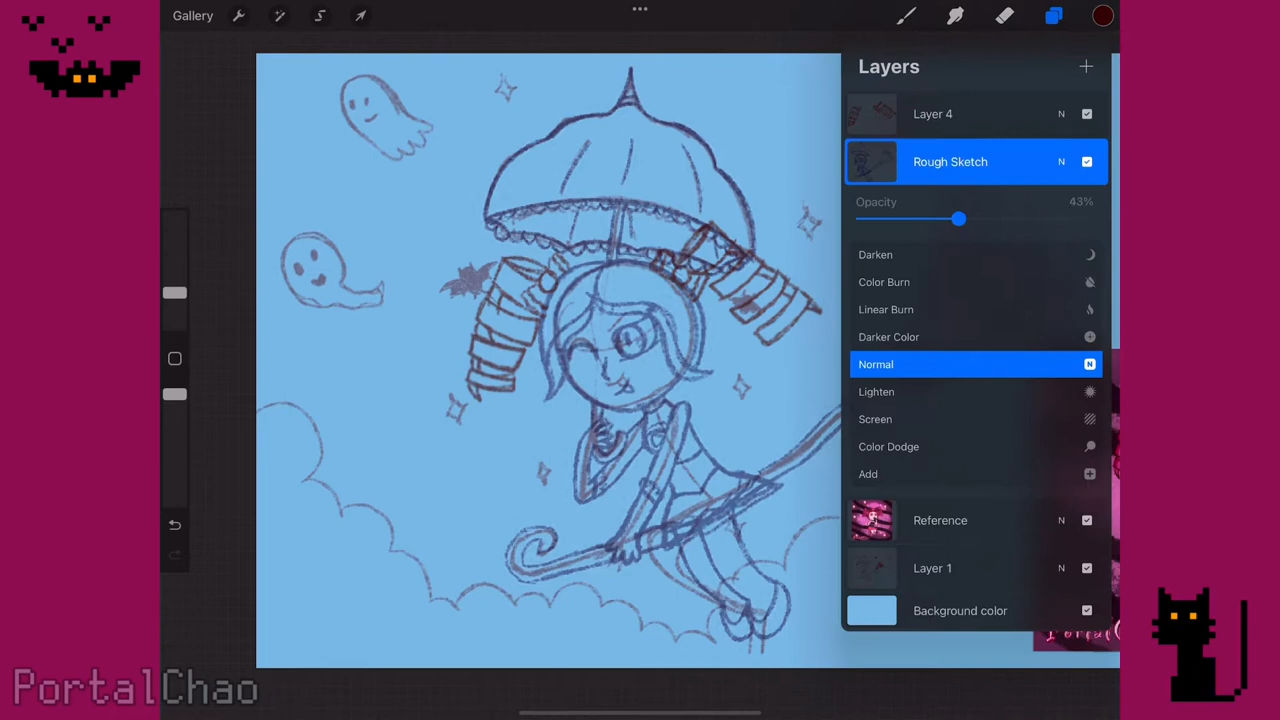 Gallery
Layers
Layer 4 N
Rough Sketch N
Opacity 43%
Darken
Color Burn
Linear Burn
Darker Color
Normal N
Lighten
Screen
Color Dodge
Add
Reference N
Layer 1 N
Background color
PortalChao